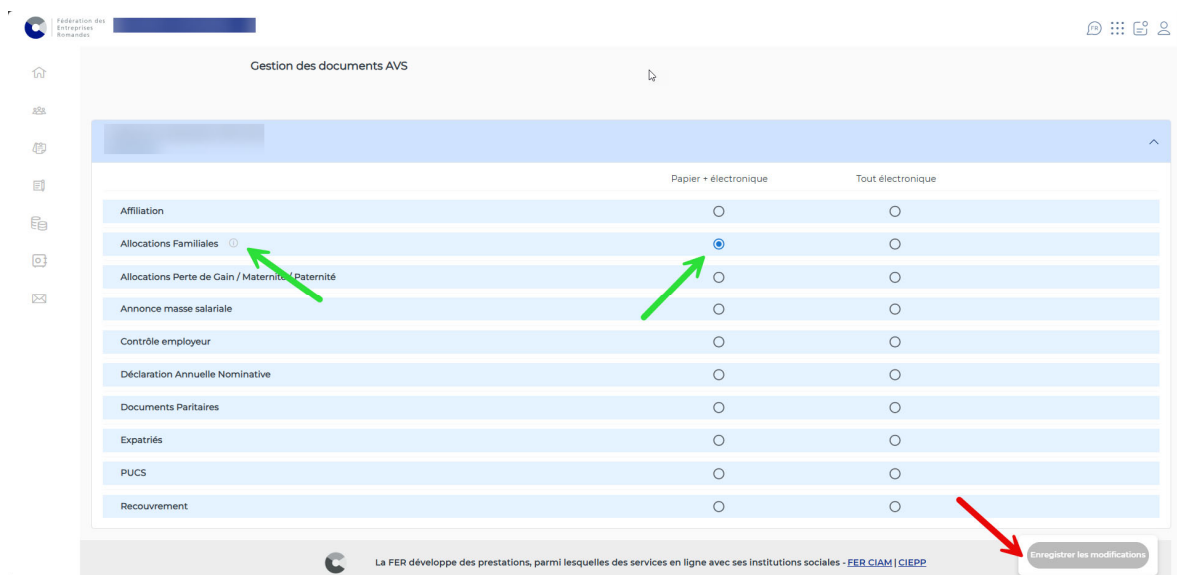 Fédération des
Entreprises
Romandes
FR
Gestion des documents AVS
Papier + électronique Tout électronique
Affiliation
Allocations Familiales
Allocations Perte de Gain / Maternité / Paternité
Annonce masse salariale
Contrôle employeur
Déclaration Annuelle Nominative
Documents Paritaires
Expatriés
PUCS
Recouvrement
Enregistrer les modifications
La FER développe des prestations, parmi lesquelles des services en ligne avec ses institutions sociales - FER CIAM | CIEPP